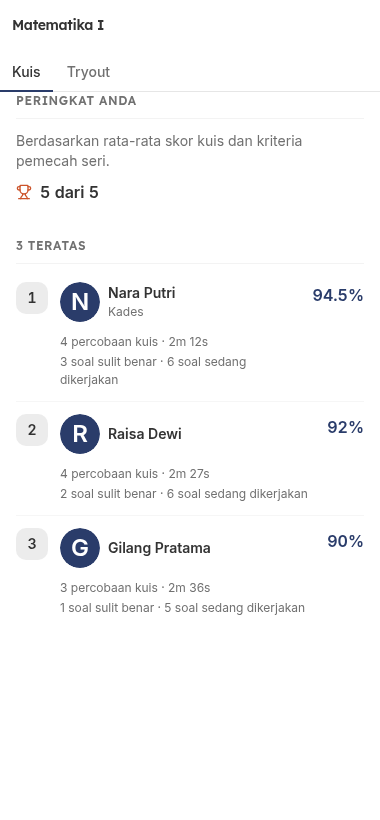 Matematika I
Kuis Tryout
PERINGKAT ANDA
Berdasarkan rata-rata skor kuis dan kriteria
pemecah seri.
5 dari 5
3 TERATAS
1 N Nara Putri 94.5%
Kades
4 percobaan kuis · 2m 12s
3 soal sulit benar · 6 soal sedang
dikerjakan
2 R Raisa Dewi 92%
4 percobaan kuis · 2m 27s
2 soal sulit benar · 6 soal sedang dikerjakan
3 G Gilang Pratama 90%
3 percobaan kuis · 2m 36s
1 soal sulit benar · 5 soal sedang dikerjakan